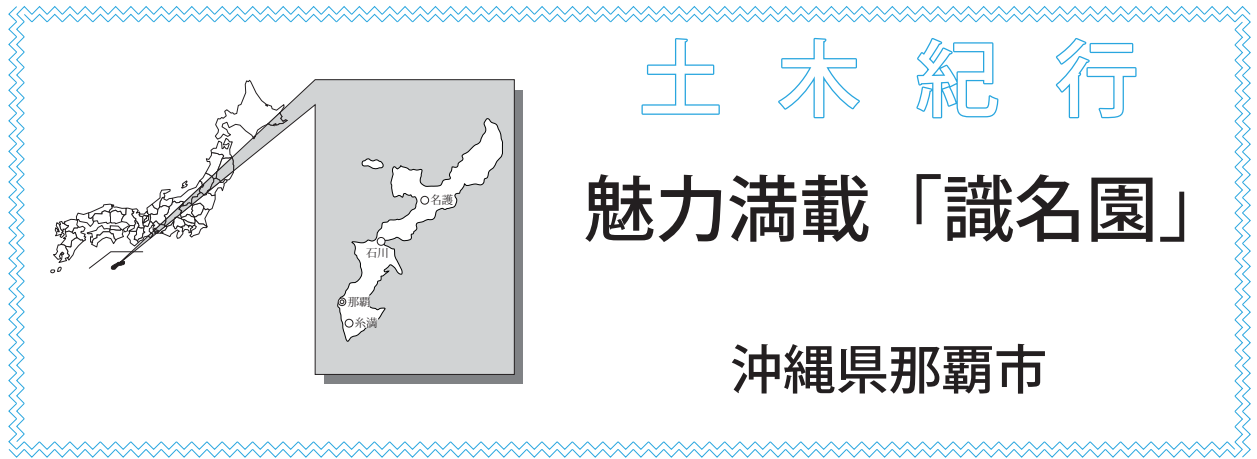 土木紀行
魅力満載「識名園」
沖縄県那覇市
名護
石川
那覇
糸満